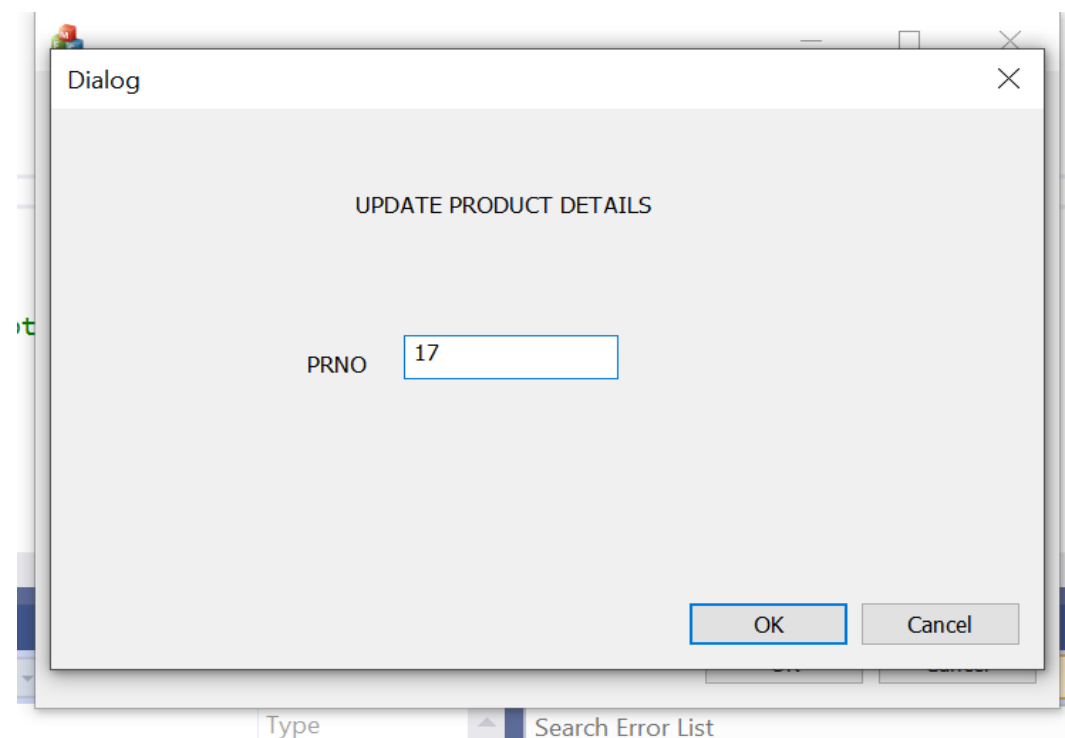 Dialog
UPDATE PRODUCT DETAILS
PRNO
17
OK
Cancel
Type
Search Error List